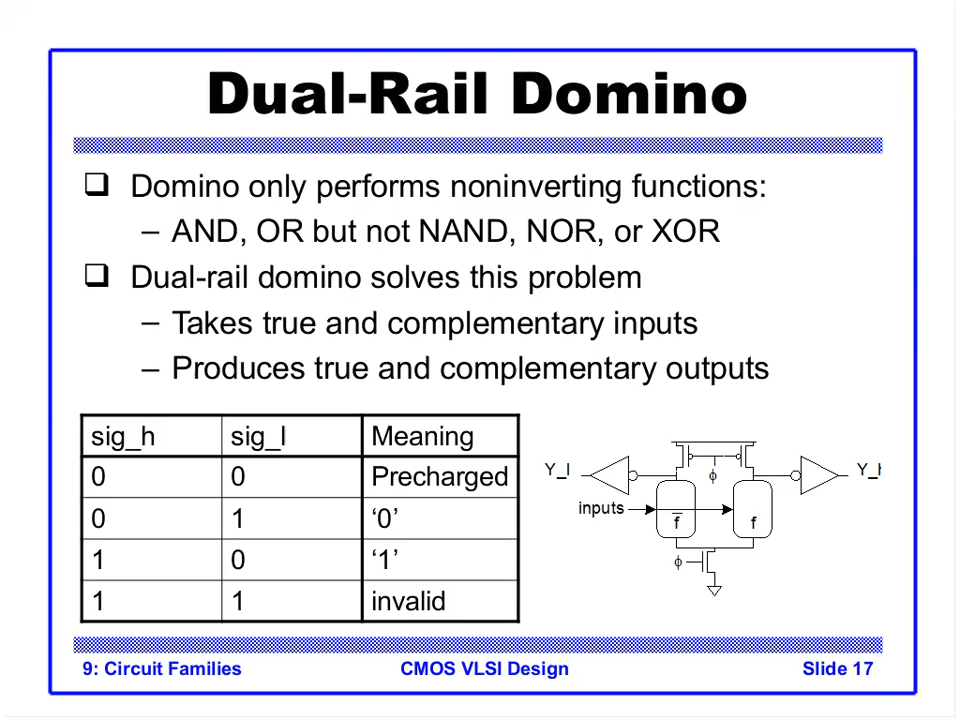 Dual-Rail Domino
❑ Domino only performs noninverting functions:
– AND, OR but not NAND, NOR, or XOR
❑ Dual-rail domino solves this problem
– Takes true and complementary inputs
– Produces true and complementary outputs
sig_h sig_l Meaning
0 0 Precharged
0 1 ‘0’
1 0 ‘1’
1 1 invalid
Y_l Y_h
ϕ
inputs
f̅ f
ϕ
9: Circuit Families CMOS VLSI Design Slide 17